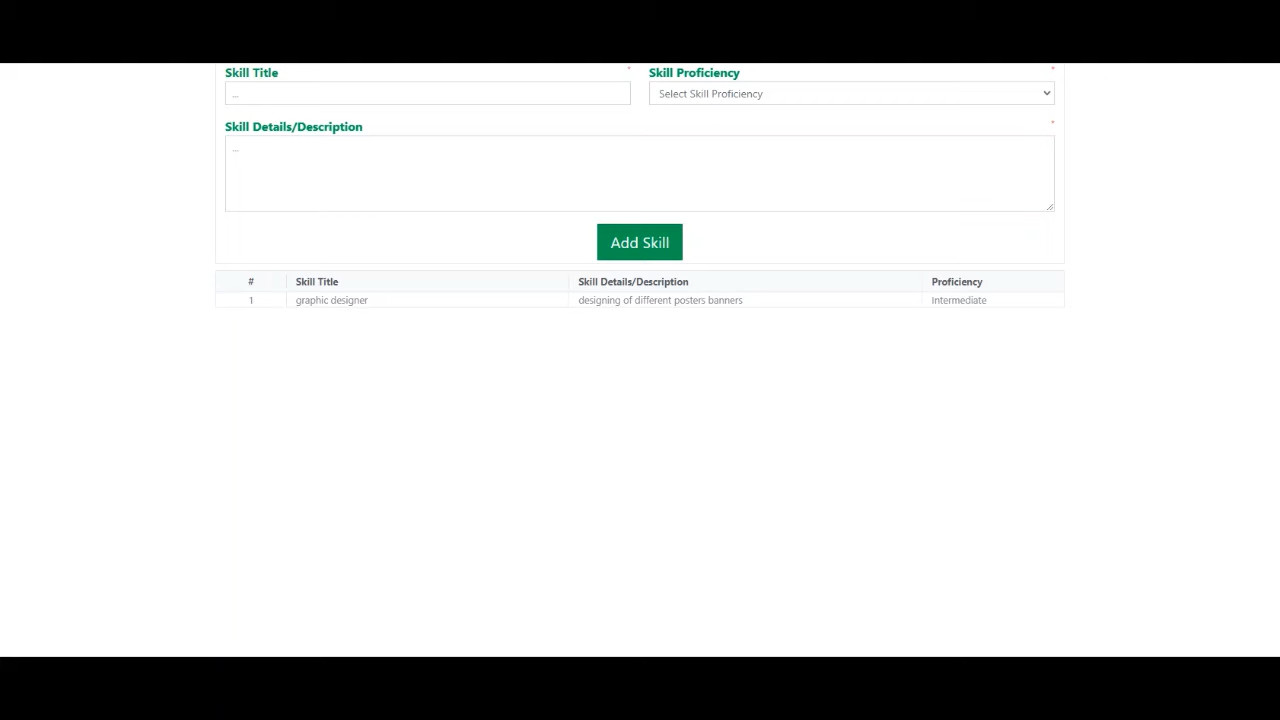 Skill Title * Skill Proficiency *
... Select Skill Proficiency
Skill Details/Description *
...
Add Skill
# Skill Title Skill Details/Description Proficiency
1 graphic designer designing of different posters banners Intermediate